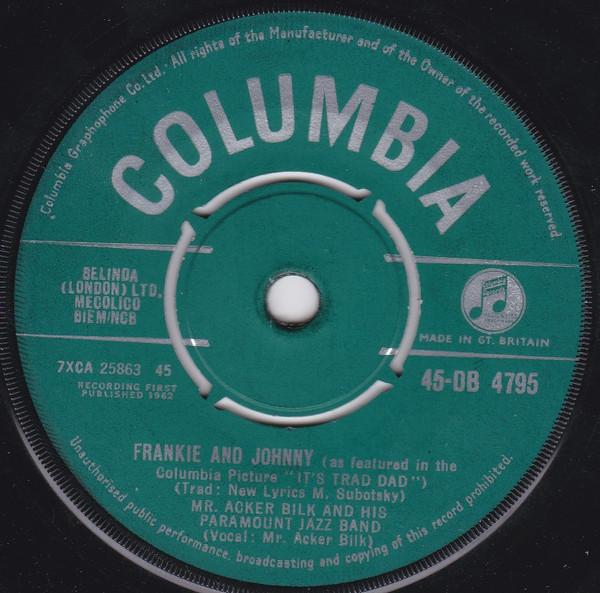 Columbia Graphophone Co. Ltd. · All rights of the Manufacturer and of the Owner of the recorded work reserved
COLUMBIA
BELINDA
(LONDON) LTD.
MECOLICO
BIEM/NCB
MADE IN GT. BRITAIN
7XCA 25863 45
RECORDING FIRST
PUBLISHED 1962
45-DB 4795
FRANKIE AND JOHNNY (as featured in the
Columbia Picture "IT'S TRAD DAD")
(Trad: New Lyrics M. Subotsky)
MR. ACKER BILK AND HIS
PARAMOUNT JAZZ BAND
(Vocal: Mr. Acker Bilk)
Unauthorised public performance, broadcasting and copying of this record prohibited.